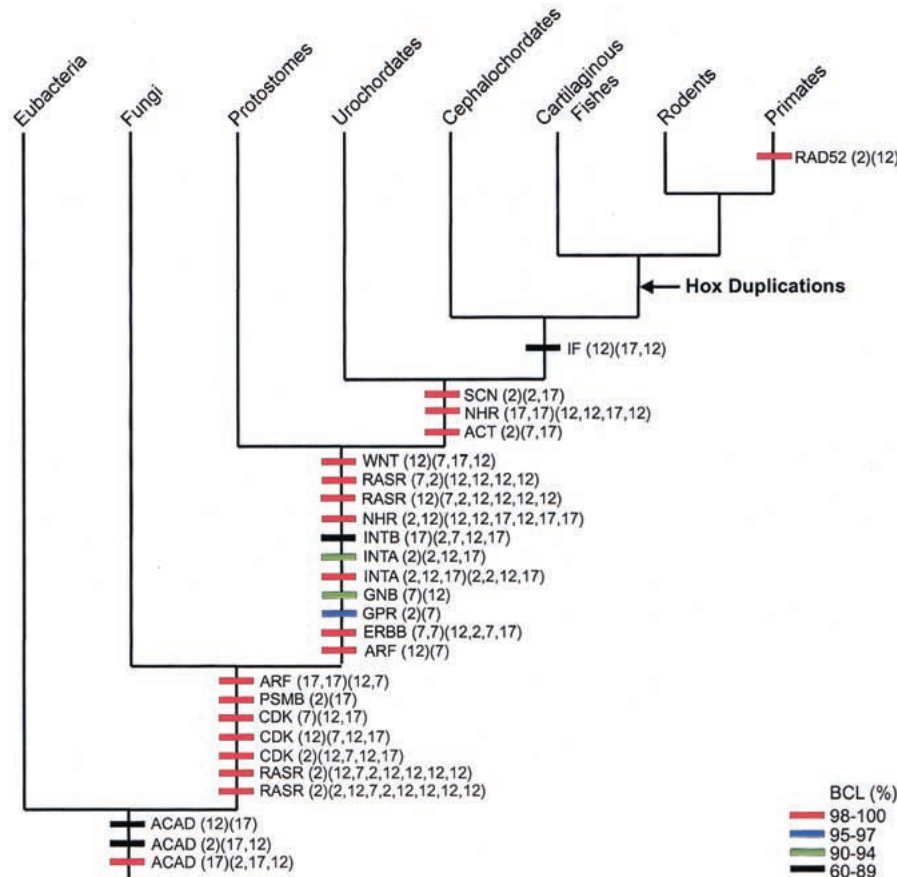 Eubacteria
Fungi
Protostomes
Urochordates
Cephalochordates
Cartilaginous
Fishes
Rodents
Primates
RAD52 (2)(12)
Hox Duplications
IF (12)(17,12)
SCN (2)(2,17)
NHR (17,17)(12,12,17,12)
ACT (2)(7,17)
WNT (12)(7,17,12)
RASR (7,2)(12,12,12,12)
RASR (12)(7,2,12,12,12,12)
NHR (2,12)(12,12,17,12,17,17)
INTB (17)(2,7,12,17)
INTA (2)(2,12,17)
INTA (2,12,17)(2,2,12,17)
GNB (7)(12)
GPR (2)(7)
ERBB (7,7)(12,2,7,17)
ARF (12)(7)
ARF (17,17)(12,7)
PSMB (2)(17)
CDK (7)(12,17)
CDK (12)(7,12,17)
CDK (2)(12,7,12,17)
RASR (2)(12,7,2,12,12,12,12)
RASR (2)(2,12,7,2,12,12,12,12)
ACAD (12)(17)
ACAD (2)(17,12)
ACAD (17)(2,17,12)
BCL (%)
98-100
95-97
90-94
60-89